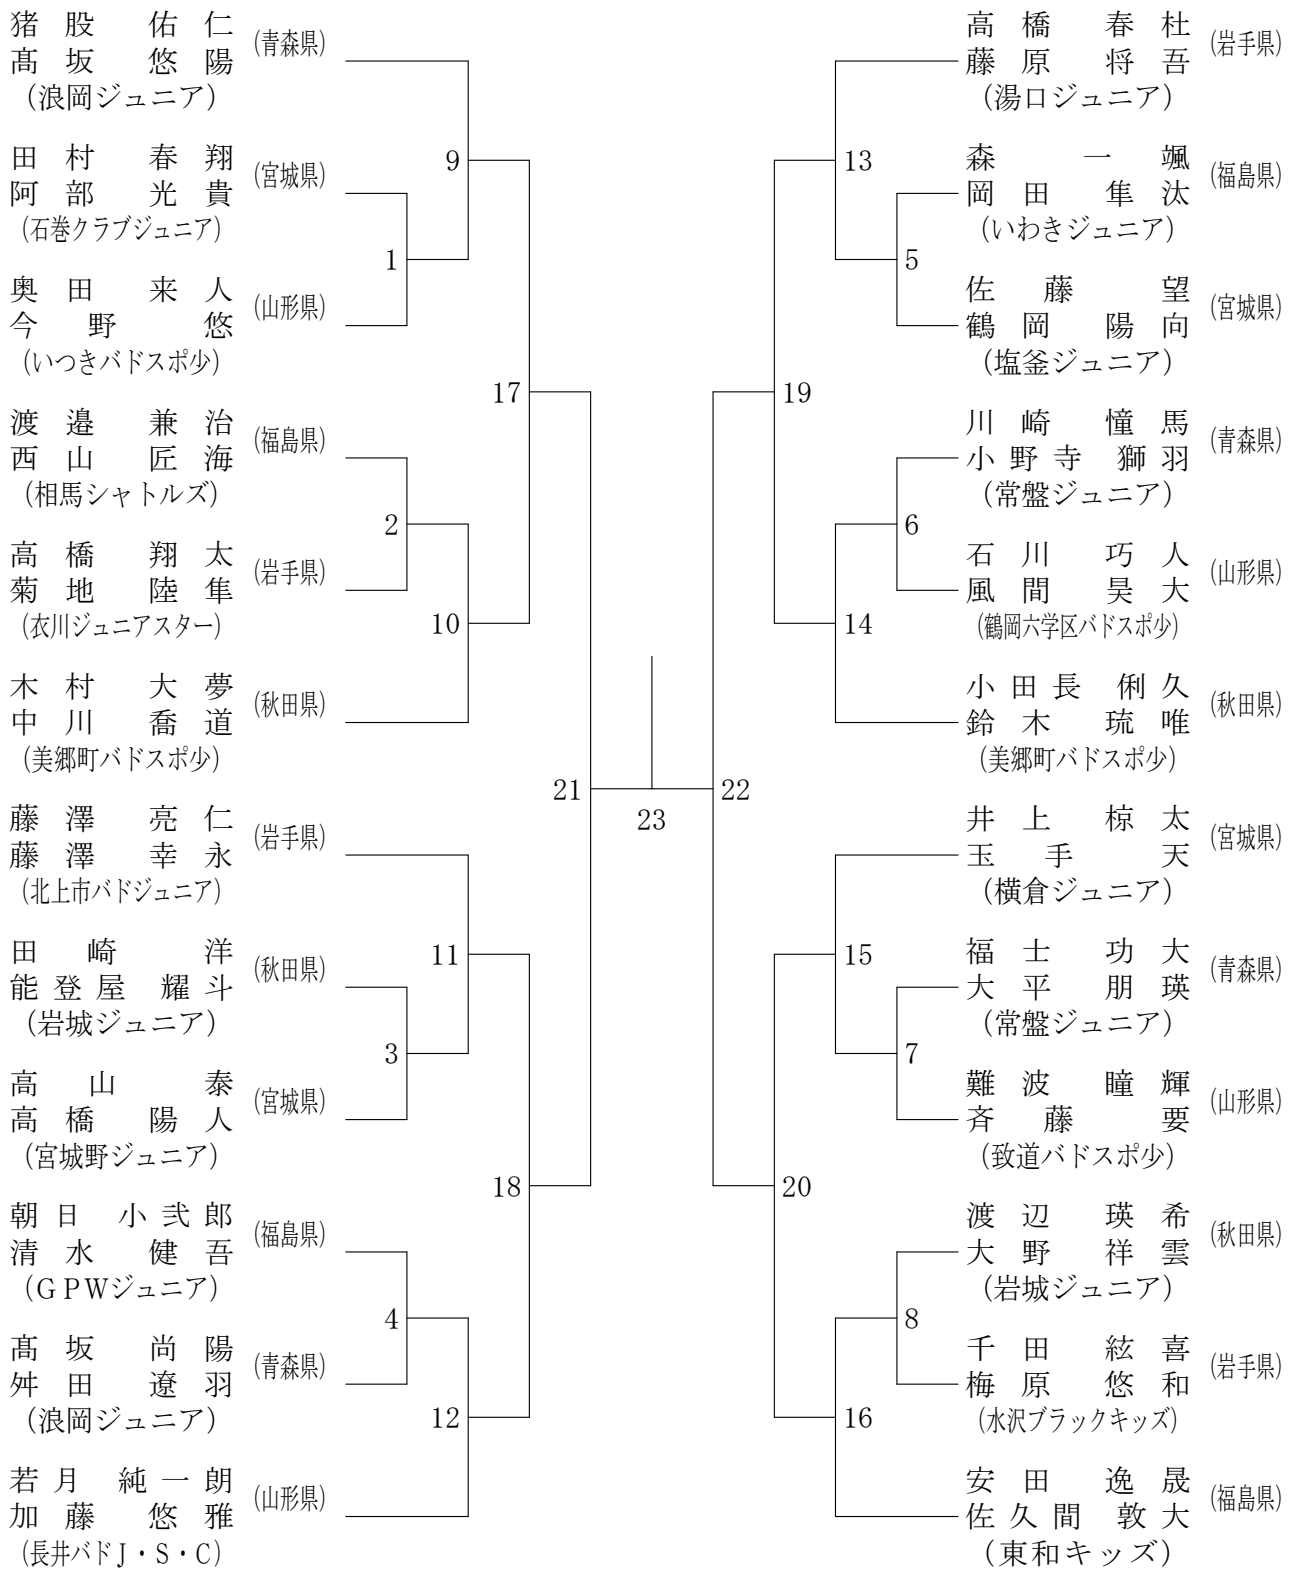 猪股 佑仁 (青森県)
髙坂 悠陽
(浪岡ジュニア)
田村 春翔 (宮城県)
阿部 光貴
(石巻クラブジュニア)
奥田 来人 (山形県)
今野 悠
(いつきバドスポ少)
渡邉 兼治 (福島県)
西山 匠海
(相馬シャトルズ)
高橋 翔太 (岩手県)
菊地 陸隼
(衣川ジュニアスター)
木村 大夢 (秋田県)
中川 喬道
(美郷町バドスポ少)
藤澤 亮仁 (岩手県)
藤澤 幸永
(北上市バドジュニア)
田崎 洋 (秋田県)
能登屋 耀斗
(岩城ジュニア)
高山 泰 (宮城県)
高橋 陽人
(宮城野ジュニア)
朝日 小弐郎 (福島県)
清水 健吾
(GPWジュニア)
髙坂 尚陽 (青森県)
舛田 遼羽
(浪岡ジュニア)
若月 純一朗 (山形県)
加藤 悠雅
(長井バドJ・S・C)
9
1
17
2
10
21
11
3
18
4
12
23
13
5
19
6
14
22
15
7
20
8
16
高橋 春杜 (岩手県)
藤原 将吾
(湯口ジュニア)
森 一颯 (福島県)
岡田 隼汰
(いわきジュニア)
佐藤 望 (宮城県)
鶴岡 陽向
(塩釜ジュニア)
川崎 憧馬 (青森県)
小野寺 獅羽
(常盤ジュニア)
石川 巧人 (山形県)
風間 昊大
(鶴岡六学区バドスポ少)
小田長 俐久 (秋田県)
鈴木 琉唯
(美郷町バドスポ少)
井上 椋太 (宮城県)
玉手 天
(横倉ジュニア)
福士 功大 (青森県)
大平 朋瑛
(常盤ジュニア)
難波 瞳輝 (山形県)
斉藤 要
(致道バドスポ少)
渡辺 瑛希 (秋田県)
大野 祥雲
(岩城ジュニア)
千田 絃喜 (岩手県)
梅原 悠和
(水沢ブラックキッズ)
安田 逸晟 (福島県)
佐久間 敦大
(東和キッズ)